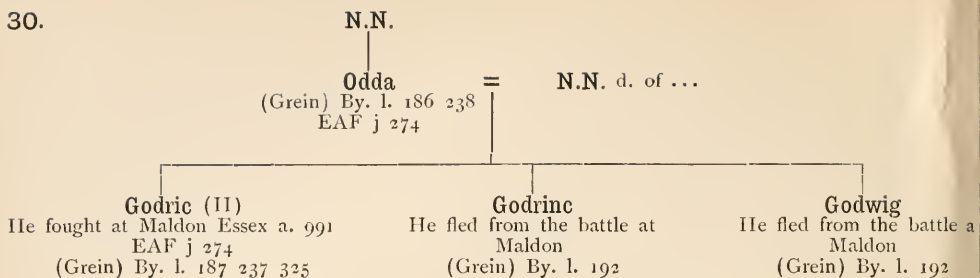 30.
N.N.
Odda = N.N. d. of ...
(Grein) By. l. 186 238
EAF j 274
Godric (II)
He fought at Maldon Essex a. 991
EAF j 274
(Grein) By. l. 187 237 325
Godrinc
He fled from the battle at
Maldon
(Grein) By. l. 192
Godwig
He fled from the battle a
Maldon
(Grein) By. l. 192